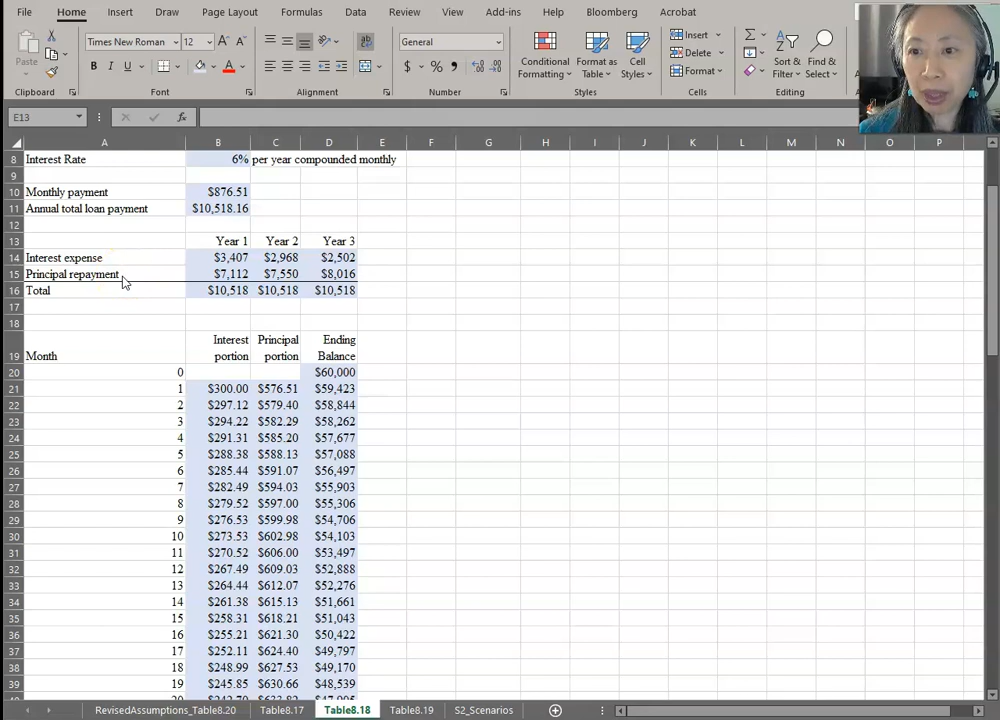 File Home Insert Draw Page Layout Formulas Data Review View Add-ins Help Bloomberg Acrobat
Paste
Times New Roman 12 A A
B I U A
ab
General
$ % ,
Conditional Formatting
Format as Table
Cell Styles
Insert
Delete
Format
Sort & Filter
Find & Select
Clipboard Font Alignment Number Styles Cells Editing
E13 fx
A B C D E F G H I J K L M N O P
8 Interest Rate 6% per year compounded monthly
9
10 Monthly payment $876.51
11 Annual total loan payment $10,518.16
12
13 Year 1 Year 2 Year 3
14 Interest expense $3,407 $2,968 $2,502
15 Principal repayment $7,112 $7,550 $8,016
16 Total $10,518 $10,518 $10,518
17
18
Interest Principal Ending
19 Month portion portion Balance
20 0 $60,000
21 1 $300.00 $576.51 $59,423
22 2 $297.12 $579.40 $58,844
23 3 $294.22 $582.29 $58,262
24 4 $291.31 $585.20 $57,677
25 5 $288.38 $588.13 $57,088
26 6 $285.44 $591.07 $56,497
27 7 $282.49 $594.03 $55,903
28 8 $279.52 $597.00 $55,306
29 9 $276.53 $599.98 $54,706
30 10 $273.53 $602.98 $54,103
31 11 $270.52 $606.00 $53,497
32 12 $267.49 $609.03 $52,888
33 13 $264.44 $612.07 $52,276
34 14 $261.38 $615.13 $51,661
35 15 $258.31 $618.21 $51,043
36 16 $255.21 $621.30 $50,422
37 17 $252.11 $624.40 $49,797
38 18 $248.99 $627.53 $49,170
39 19 $245.85 $630.66 $48,539
RevisedAssumptions_Table8.20 Table8.17 Table8.18 Table8.19 S2_Scenarios